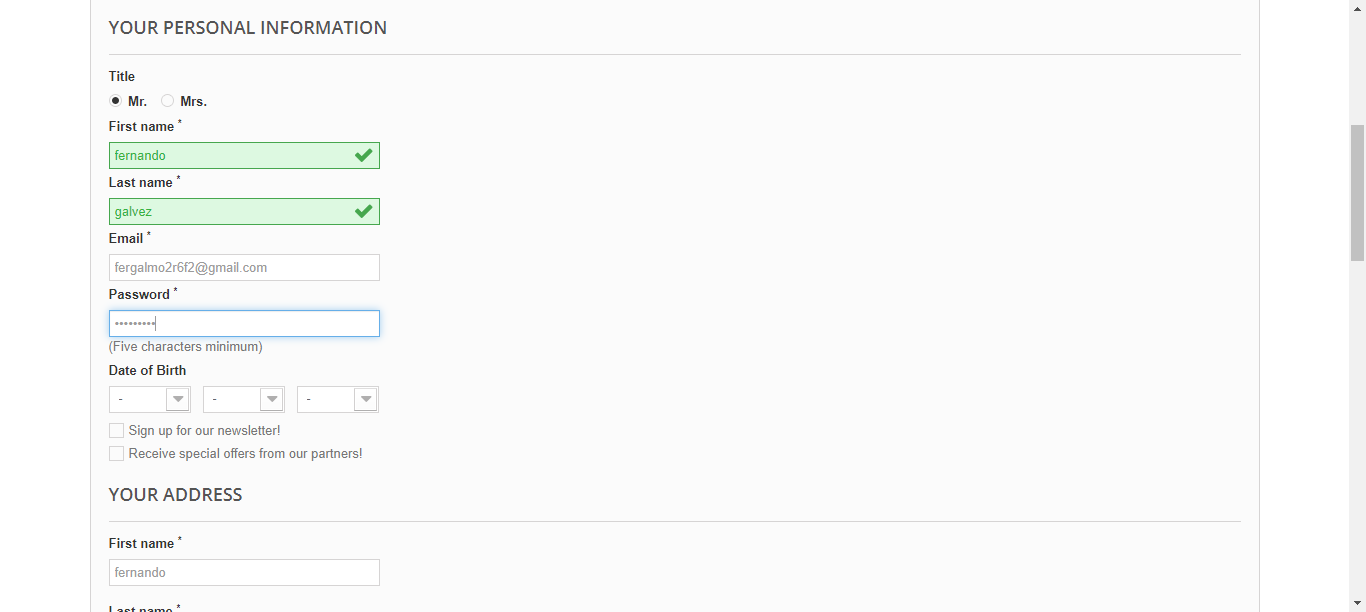 YOUR PERSONAL INFORMATION
Title
Mr. Mrs.
First name *
fernando
Last name *
galvez
Email *
fergalmo2r6f2@gmail.com
Password *
•••••••••
(Five characters minimum)
Date of Birth
- - -
Sign up for our newsletter!
Receive special offers from our partners!
YOUR ADDRESS
First name *
fernando
Last name *